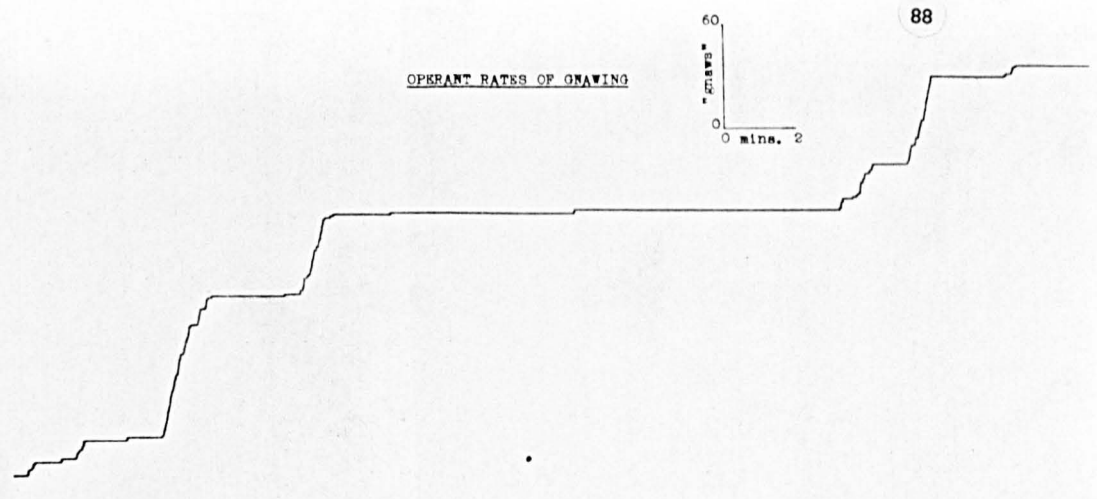 88
OPERANT RATES OF GNAWING
60
"gnaws"
0
0 mins. 2